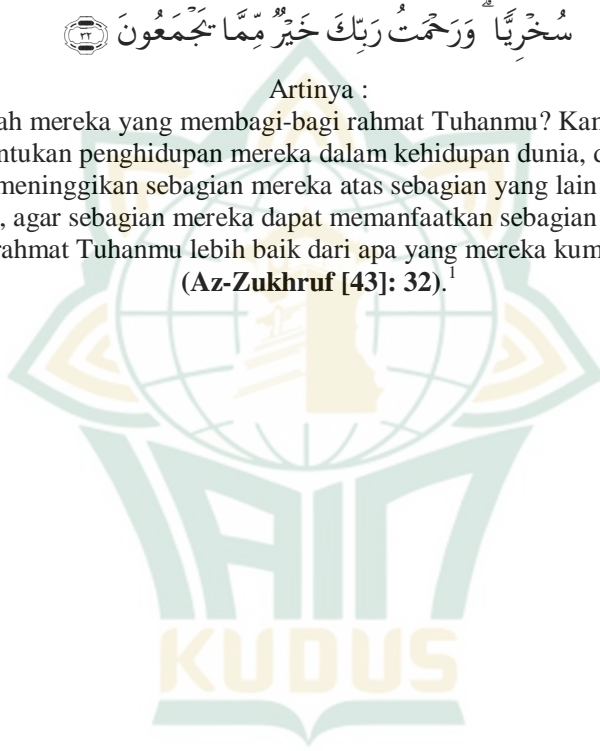 سُخْرِيًّا ۗ وَرَحْمَتُ رَبِّكَ خَيْرٌ مِّمَّا يَجْمَعُونَ ﴿٣٢﴾
Artinya :
ah mereka yang membagi-bagi rahmat Tuhanmu? Kam
ntukan penghidupan mereka dalam kehidupan dunia, d
meninggikan sebagian mereka atas sebagian yang lain
, agar sebagian mereka dapat memanfaatkan sebagian
rahmat Tuhanmu lebih baik dari apa yang mereka kum
(Az-Zukhruf [43]: 32).1
IAIN
KUDUS